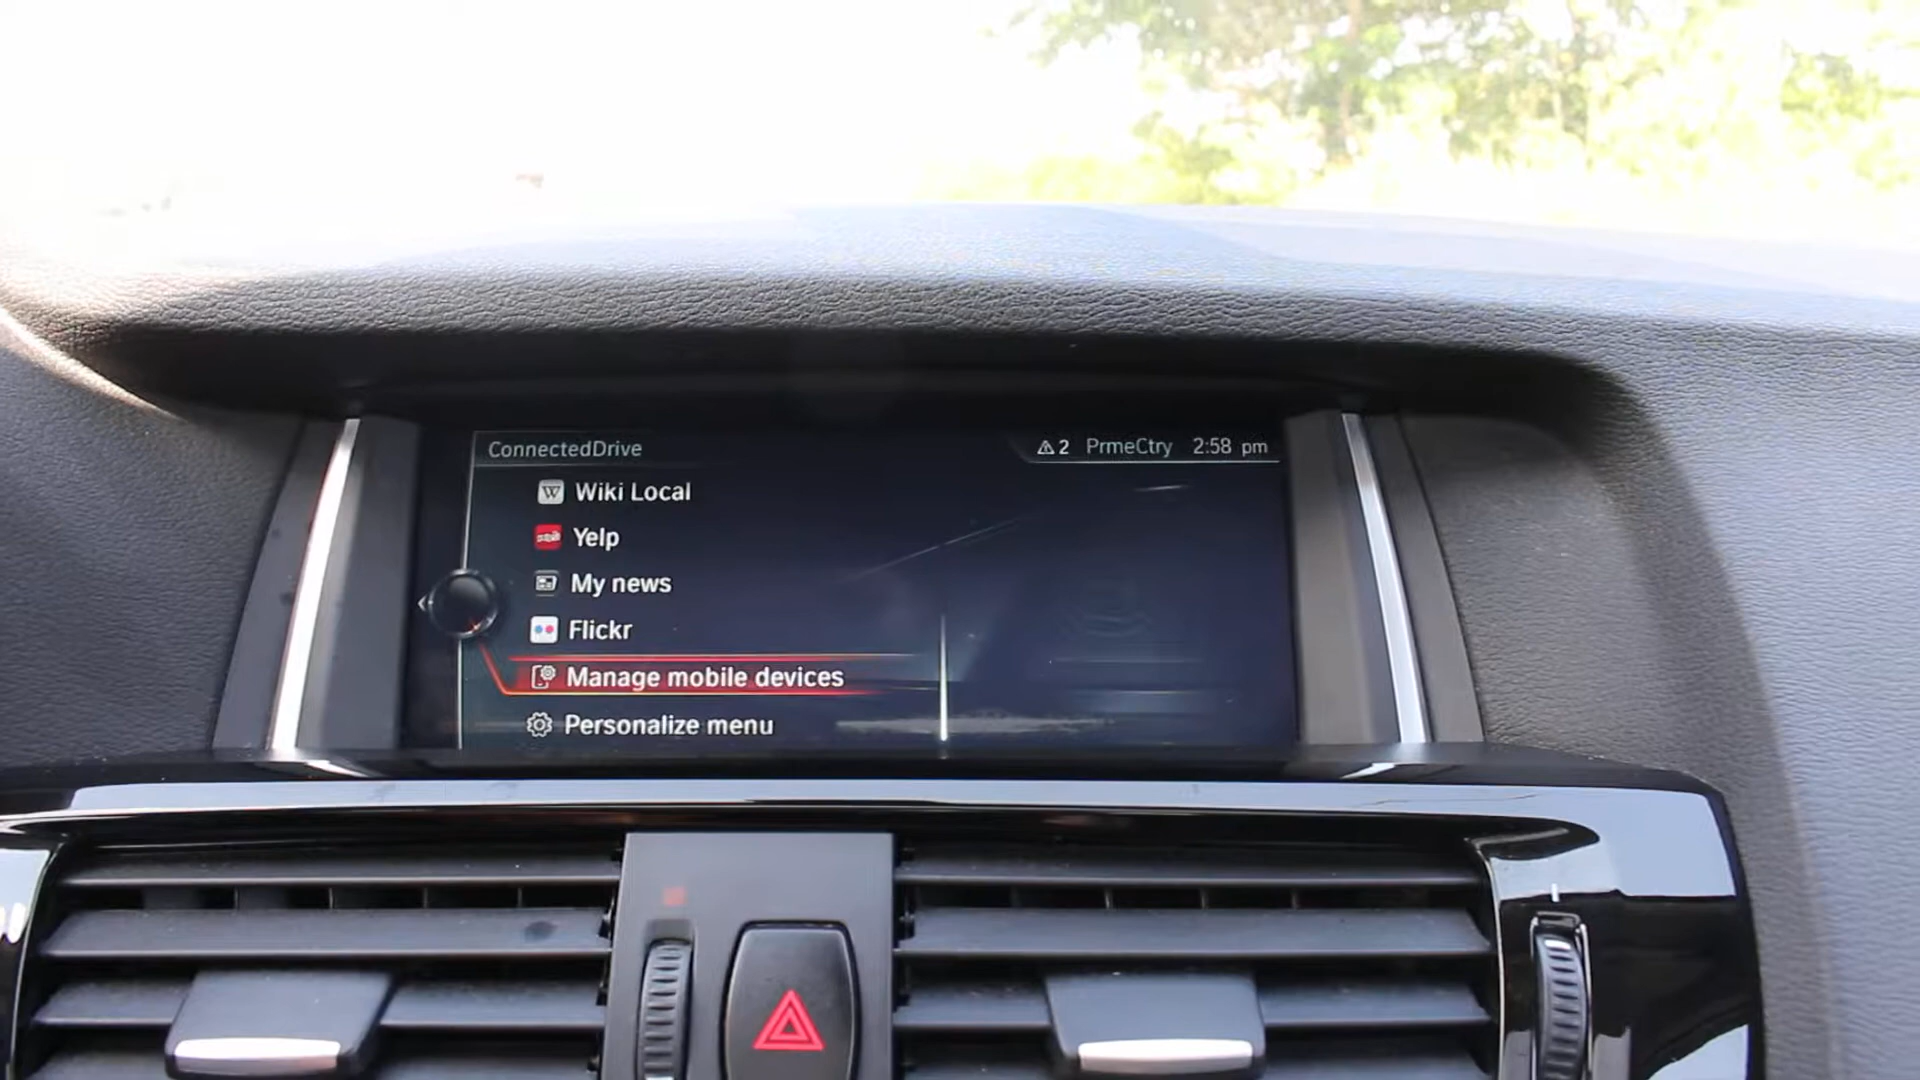 ConnectedDrive
2 PrmeCtry 2:58 pm
W Wiki Local
Yelp
My news
Flickr
Manage mobile devices
Personalize menu